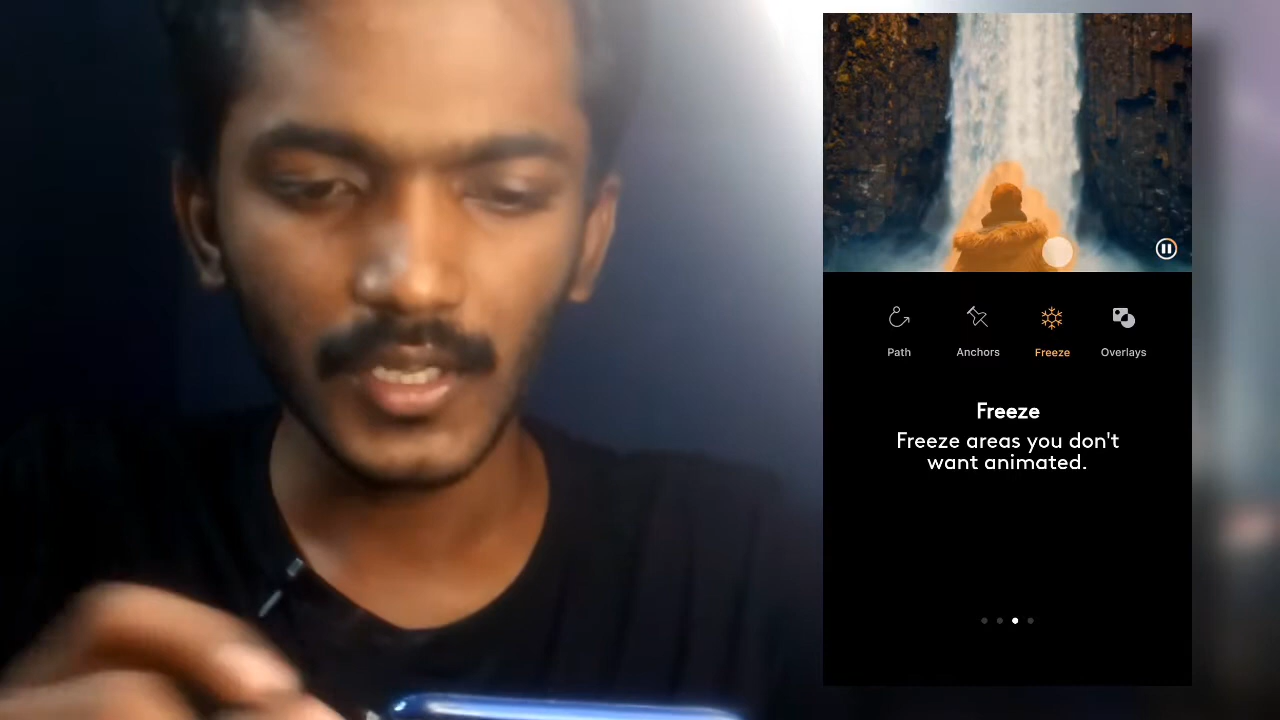 Path
Anchors
Freeze
Overlays
Freeze
Freeze areas you don't
want animated.